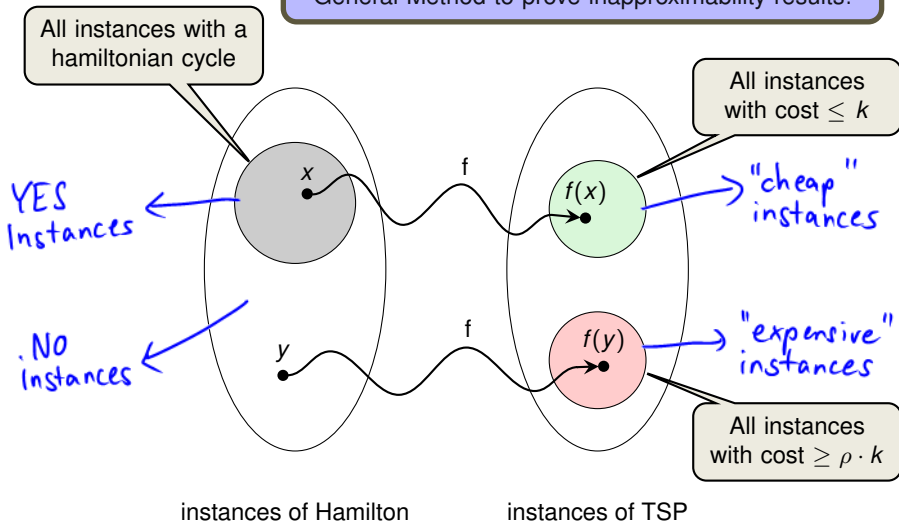 General Method to prove inapproximability results!
All instances with a
hamiltonian cycle
All instances
with cost ≤ k
x
f
f(x)
YES
Instances
"cheap"
instances
.NO
Instances
y
f
f(y)
"expensive"
instances
All instances
with cost ≥ ρ · k
instances of Hamilton
instances of TSP